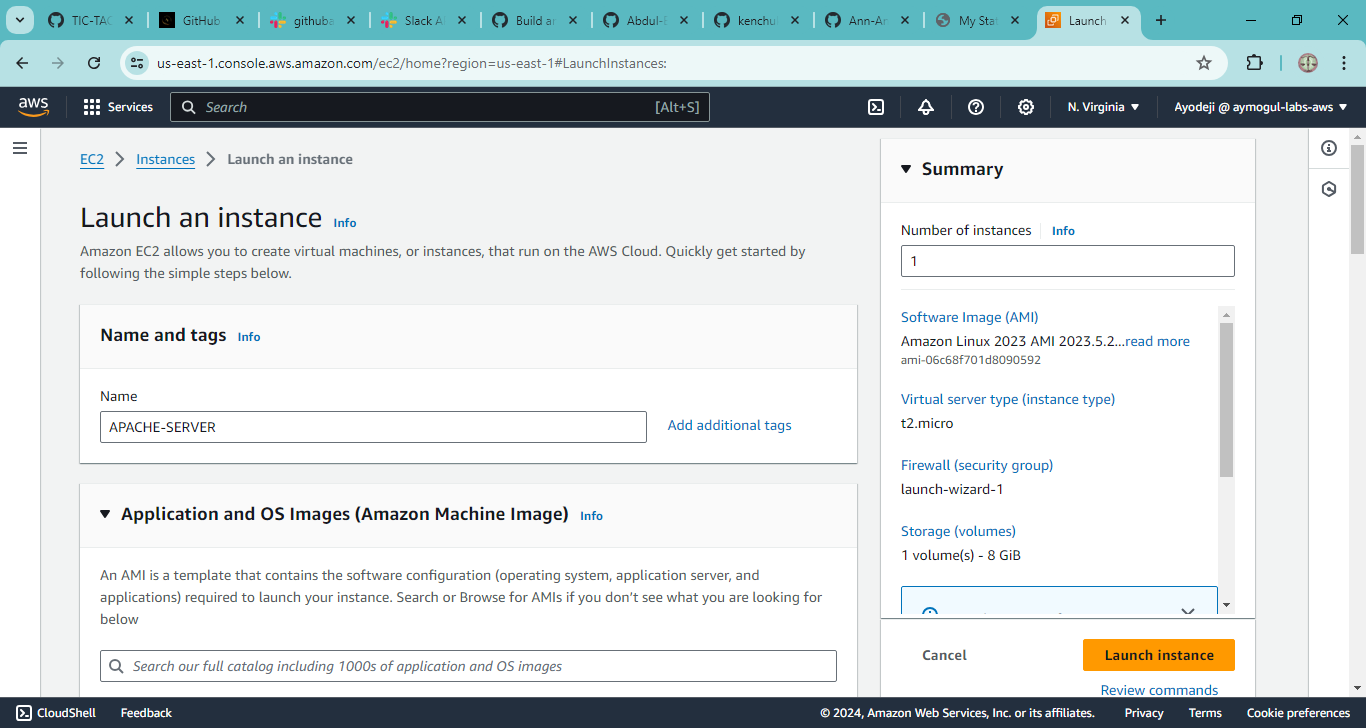 TIC-TAC
GitHub
githuba
Slack A
Build an
Abdul-
kenchu
Ann-Ar
My Stat
Launch
us-east-1.console.aws.amazon.com/ec2/home?region=us-east-1#LaunchInstances:
aws
Services
Search
[Alt+S]
N. Virginia
Ayodeji @ aymogul-labs-aws
EC2
Instances
Launch an instance
Launch an instance
Info
Amazon EC2 allows you to create virtual machines, or instances, that run on the AWS Cloud. Quickly get started by
following the simple steps below.
Name and tags
Info
Name
APACHE-SERVER
Add additional tags
Application and OS Images (Amazon Machine Image)
Info
An AMI is a template that contains the software configuration (operating system, application server, and
applications) required to launch your instance. Search or Browse for AMIs if you don't see what you are looking for
below
Search our full catalog including 1000s of application and OS images
Summary
Number of instances
Info
1
Software Image (AMI)
Amazon Linux 2023 AMI 2023.5.2...read more
ami-06c68f701d8090592
Virtual server type (instance type)
t2.micro
Firewall (security group)
launch-wizard-1
Storage (volumes)
1 volume(s) - 8 GiB
Cancel
Launch instance
Review commands
CloudShell
Feedback
© 2024, Amazon Web Services, Inc. or its affiliates.
Privacy
Terms
Cookie preferences